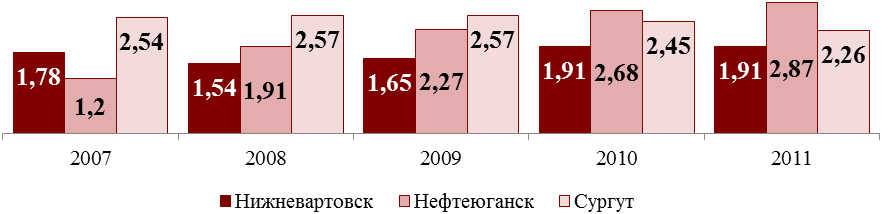 1,78 1,2 2,54 1,54 1,91 2,57 1,65 2,27 2,57 1,91 2,68 2,45 1,91 2,87 2,26
2007 2008 2009 2010 2011
Нижневартовск Нефтеюганск Сургут